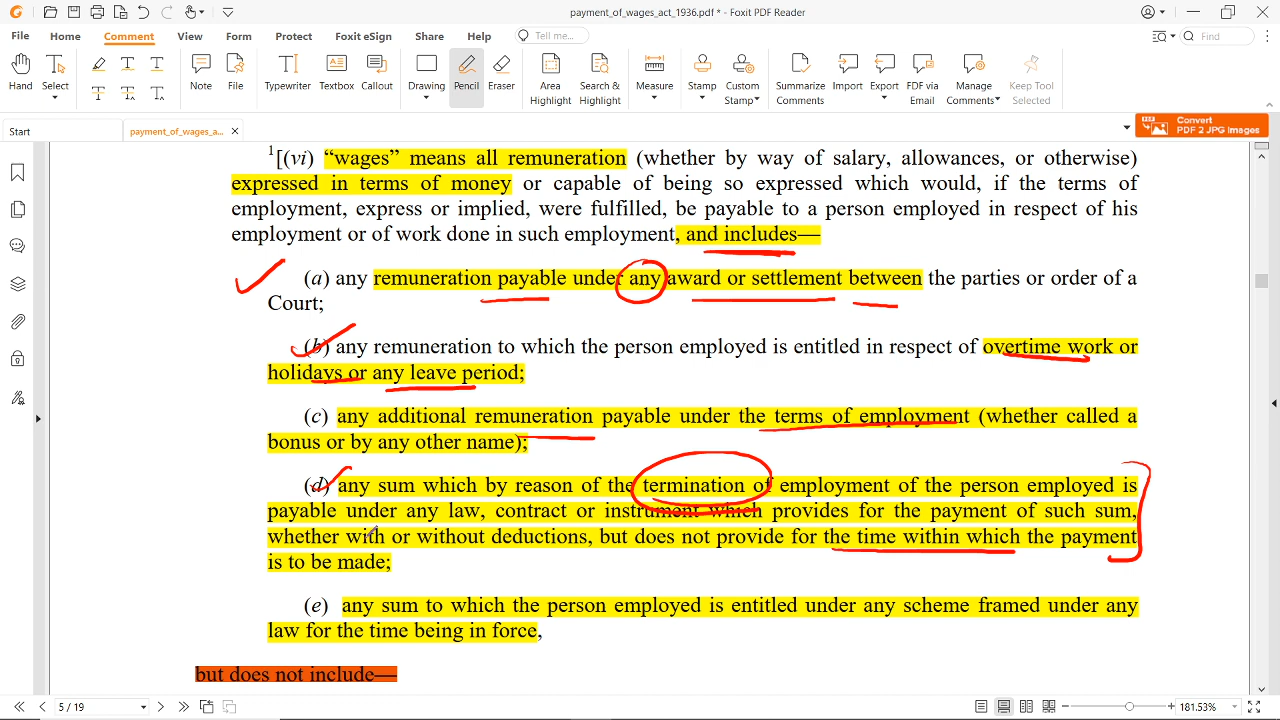 payment_of_wages_act_1936.pdf * - Foxit PDF Reader
File Home Comment View Form Protect Foxit eSign Share Help Tell me... Find
Hand Select Note File Typewriter Textbox Callout Drawing Pencil Eraser Area Highlight Search & Highlight Measure Stamp Custom Stamp Summarize Comments Import Export FDF via Email Manage Comments Keep Tool Selected
Start payment_of_wages_a... Convert PDF 2 JPG Images
1[(vi) “wages” means all remuneration (whether by way of salary, allowances, or otherwise)
expressed in terms of money or capable of being so expressed which would, if the terms of
employment, express or implied, were fulfilled, be payable to a person employed in respect of his
employment or of work done in such employment, and includes—
(a) any remuneration payable under any award or settlement between the parties or order of a
Court;
(b) any remuneration to which the person employed is entitled in respect of overtime work or
holidays or any leave period;
(c) any additional remuneration payable under the terms of employment (whether called a
bonus or by any other name);
(d) any sum which by reason of the termination of employment of the person employed is
payable under any law, contract or instrument which provides for the payment of such sum,
whether with or without deductions, but does not provide for the time within which the payment
is to be made;
(e) any sum to which the person employed is entitled under any scheme framed under any
law for the time being in force,
but does not include—
5 / 19 181.53%